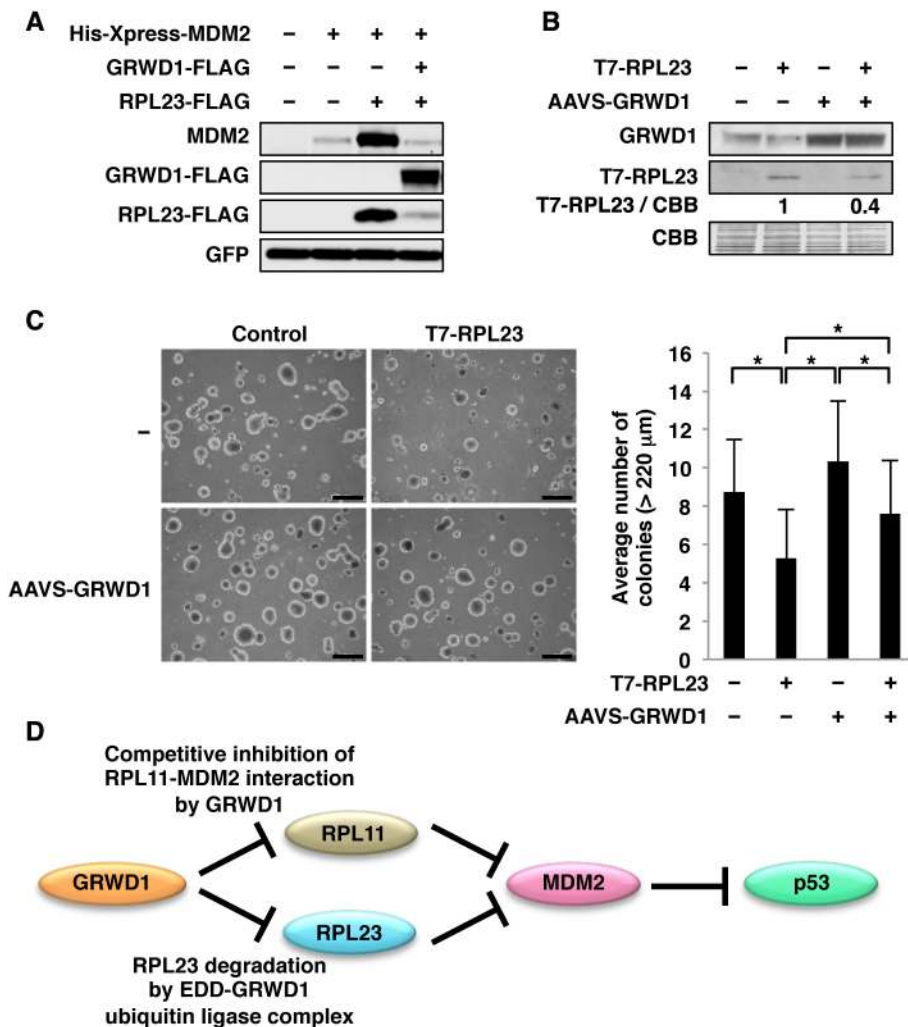 A
His-Xpress-MDM2 – + + +
GRWD1-FLAG – – – +
RPL23-FLAG – – + +
MDM2
GRWD1-FLAG
RPL23-FLAG
GFP
B
T7-RPL23 – + – +
AAVS-GRWD1 – – + +
GRWD1
T7-RPL23
T7-RPL23 / CBB 1 0.4
CBB
C
Control T7-RPL23
–
AAVS-GRWD1
Average number of
colonies (> 220 μm)
16
14
12
10
8
6
4
2
0
* * * *
T7-RPL23 – + – +
AAVS-GRWD1 – – + +
D
Competitive inhibition of
RPL11-MDM2 interaction
by GRWD1
RPL11
GRWD1 MDM2 p53
RPL23
RPL23 degradation
by EDD-GRWD1
ubiquitin ligase complex